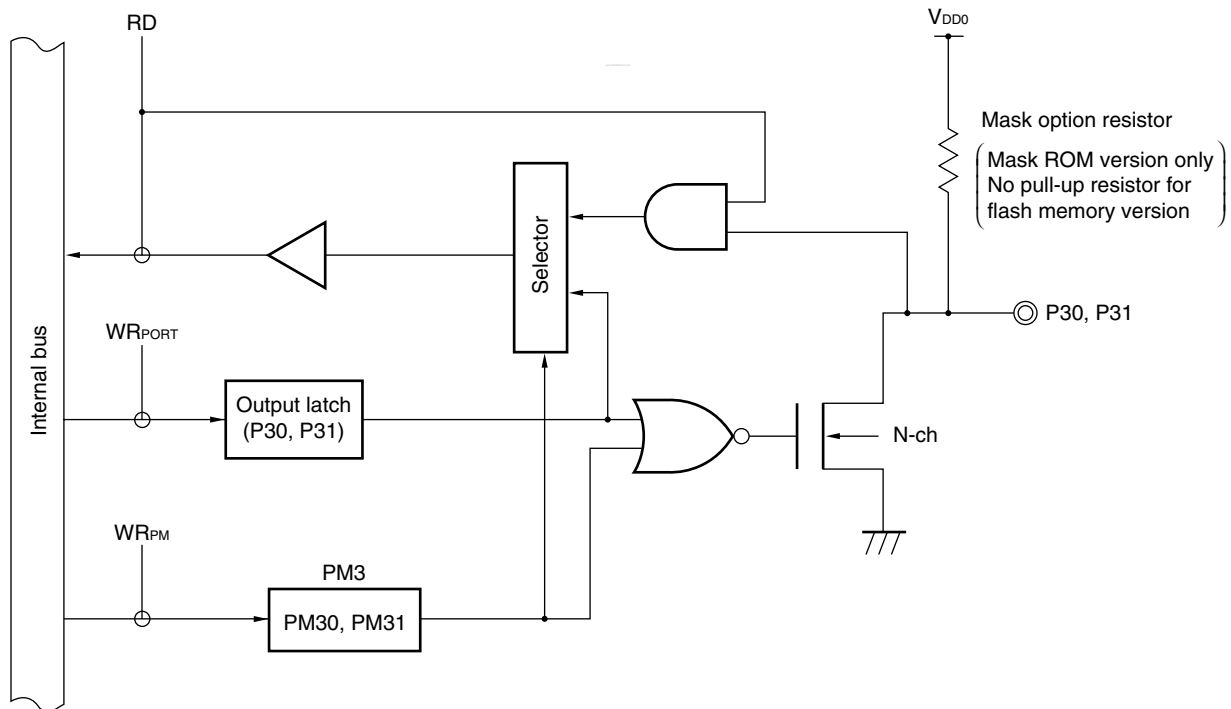 RD
VDD0
Mask option resistor
Mask ROM version only
No pull-up resistor for
flash memory version
Selector
Internal bus
P30, P31
WRPORT
Output latch
(P30, P31)
N-ch
WRPM
PM3
PM30, PM31